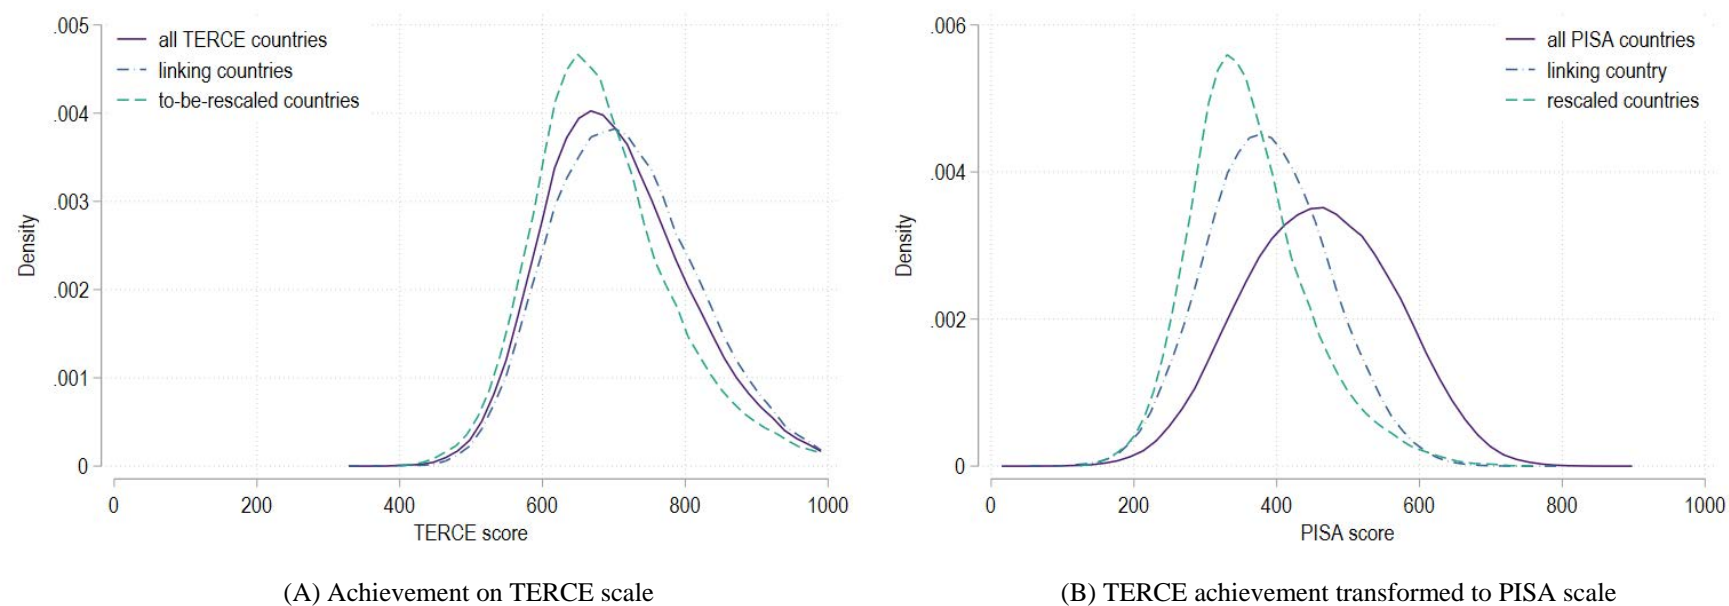 .005
.004
.003
.002
.001
0
Density
all TERCE countries
linking countries
to-be-rescaled countries
0 200 400 600 800 1000
TERCE score
(A) Achievement on TERCE scale
.006
.004
.002
0
Density
all PISA countries
linking country
rescaled countries
0 200 400 600 800 1000
PISA score
(B) TERCE achievement transformed to PISA scale